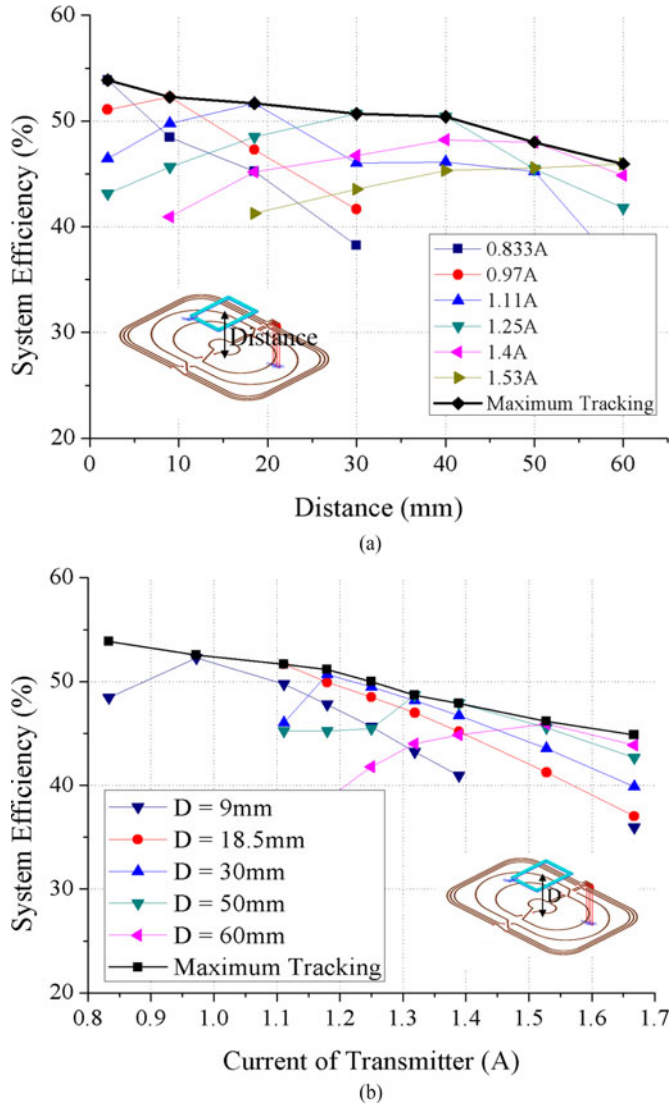 60
50
40
30
20
System Efficiency (%)
0.833A
0.97A
1.11A
1.25A
1.4A
1.53A
Maximum Tracking
Distance
0 10 20 30 40 50 60
Distance (mm)
(a)
60
50
40
30
20
System Efficiency (%)
D = 9mm
D = 18.5mm
D = 30mm
D = 50mm
D = 60mm
Maximum Tracking
D
0.8 0.9 1.0 1.1 1.2 1.3 1.4 1.5 1.6 1.7
Current of Transmitter (A)
(b)